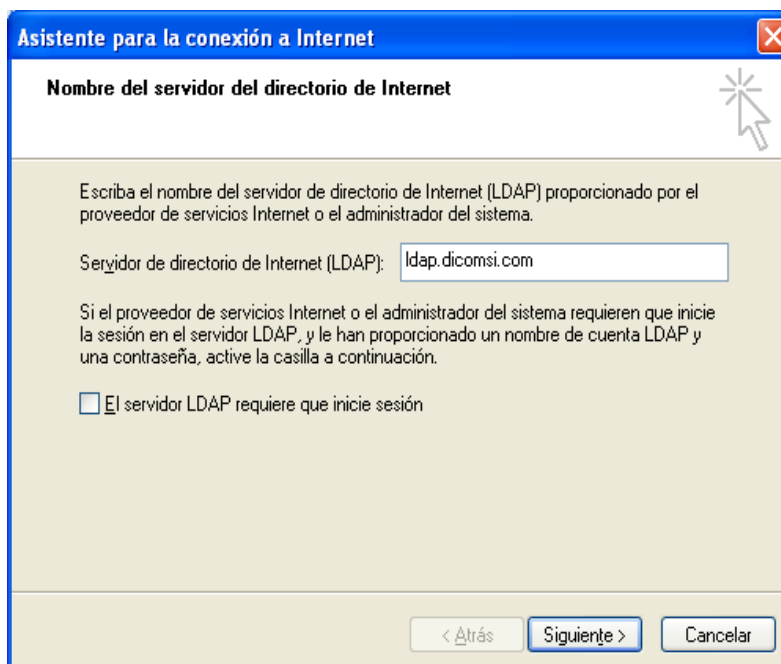 Asistente para la conexión a Internet
Nombre del servidor del directorio de Internet
Escriba el nombre del servidor de directorio de Internet (LDAP) proporcionado por el
proveedor de servicios Internet o el administrador del sistema.
Servidor de directorio de Internet (LDAP): ldap.dicomsi.com
Si el proveedor de servicios Internet o el administrador del sistema requieren que inicie
la sesión en el servidor LDAP, y le han proporcionado un nombre de cuenta LDAP y
una contraseña, active la casilla a continuación.
El servidor LDAP requiere que inicie sesión
< Atrás Siguiente > Cancelar